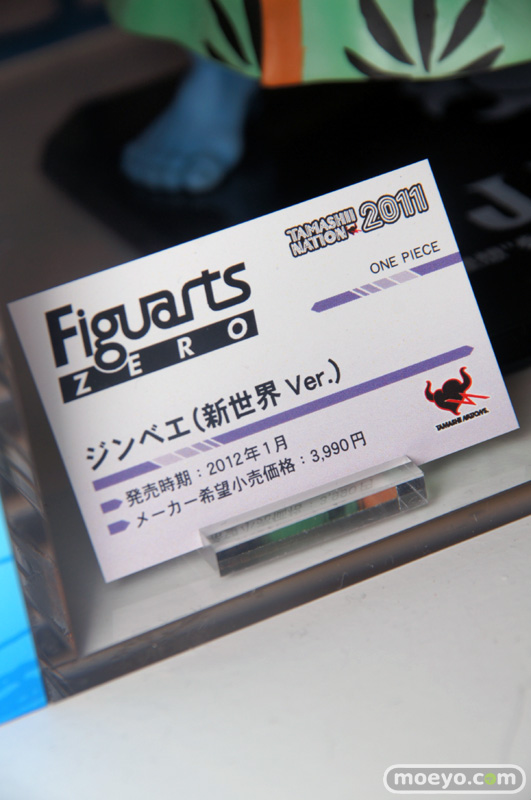 TAMASHII
NATION 2011
ONE PIECE
Figuarts
ZERO
ジンベエ(新世界 Ver.)
発売時期：2012年1月
メーカー希望小売価格：3,990円
TAMASHII NATIONS
J
moeyo.com